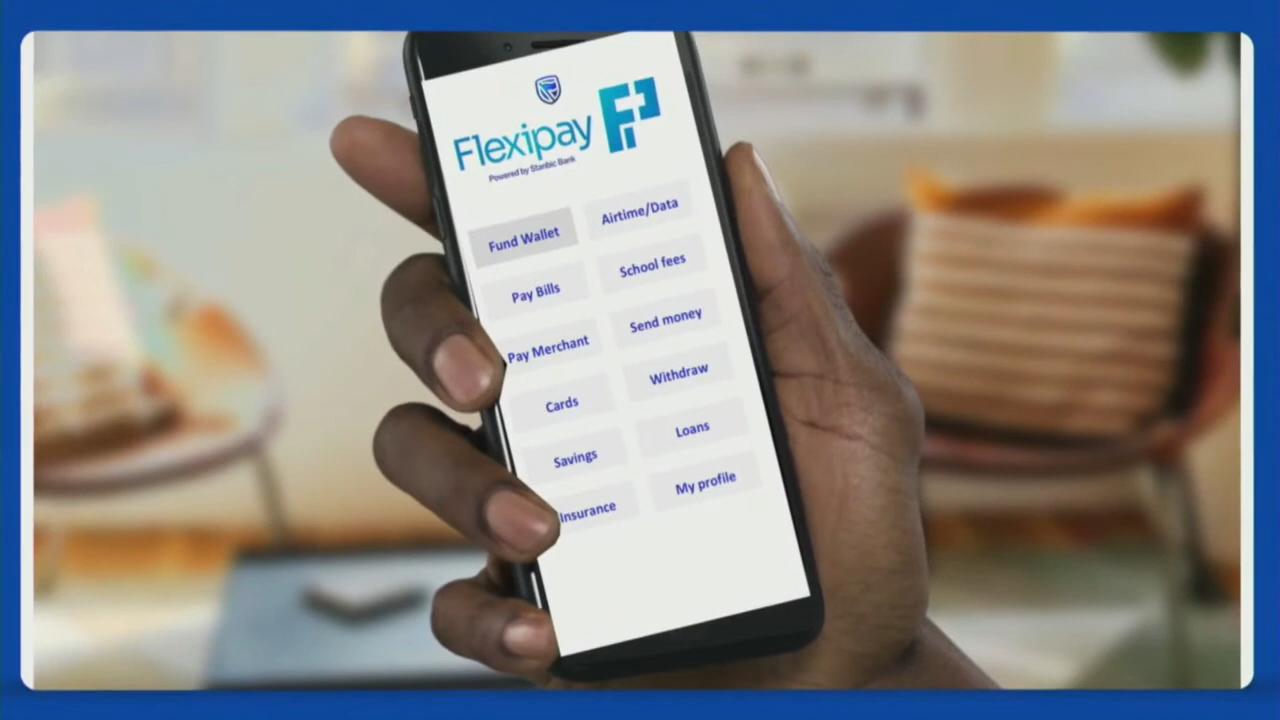 Flexipay
Powered by Stanbic Bank
FP
Fund Wallet
Airtime/Data
Pay Bills
School fees
Pay Merchant
Send money
Cards
Withdraw
Savings
Loans
Insurance
My profile